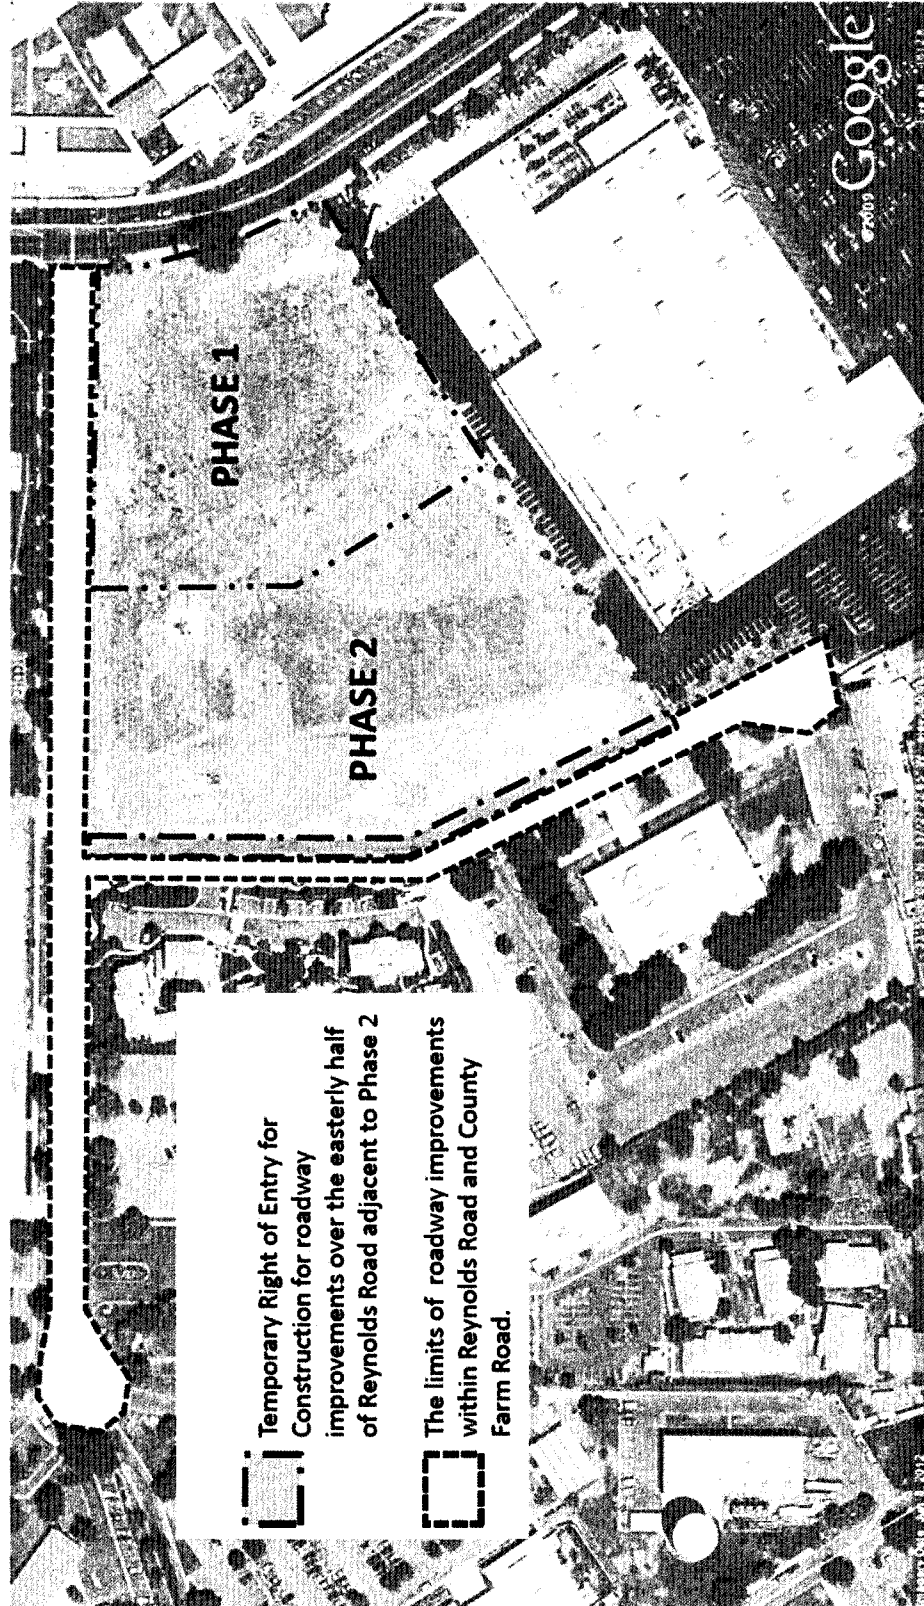 PHASE 1
PHASE 2
Temporary Right of Entry for
Construction for roadway
improvements over the easterly half
of Reynolds Road adjacent to Phase 2
The limits of roadway improvements
within Reynolds Road and County
Farm Road.
©2009 Google